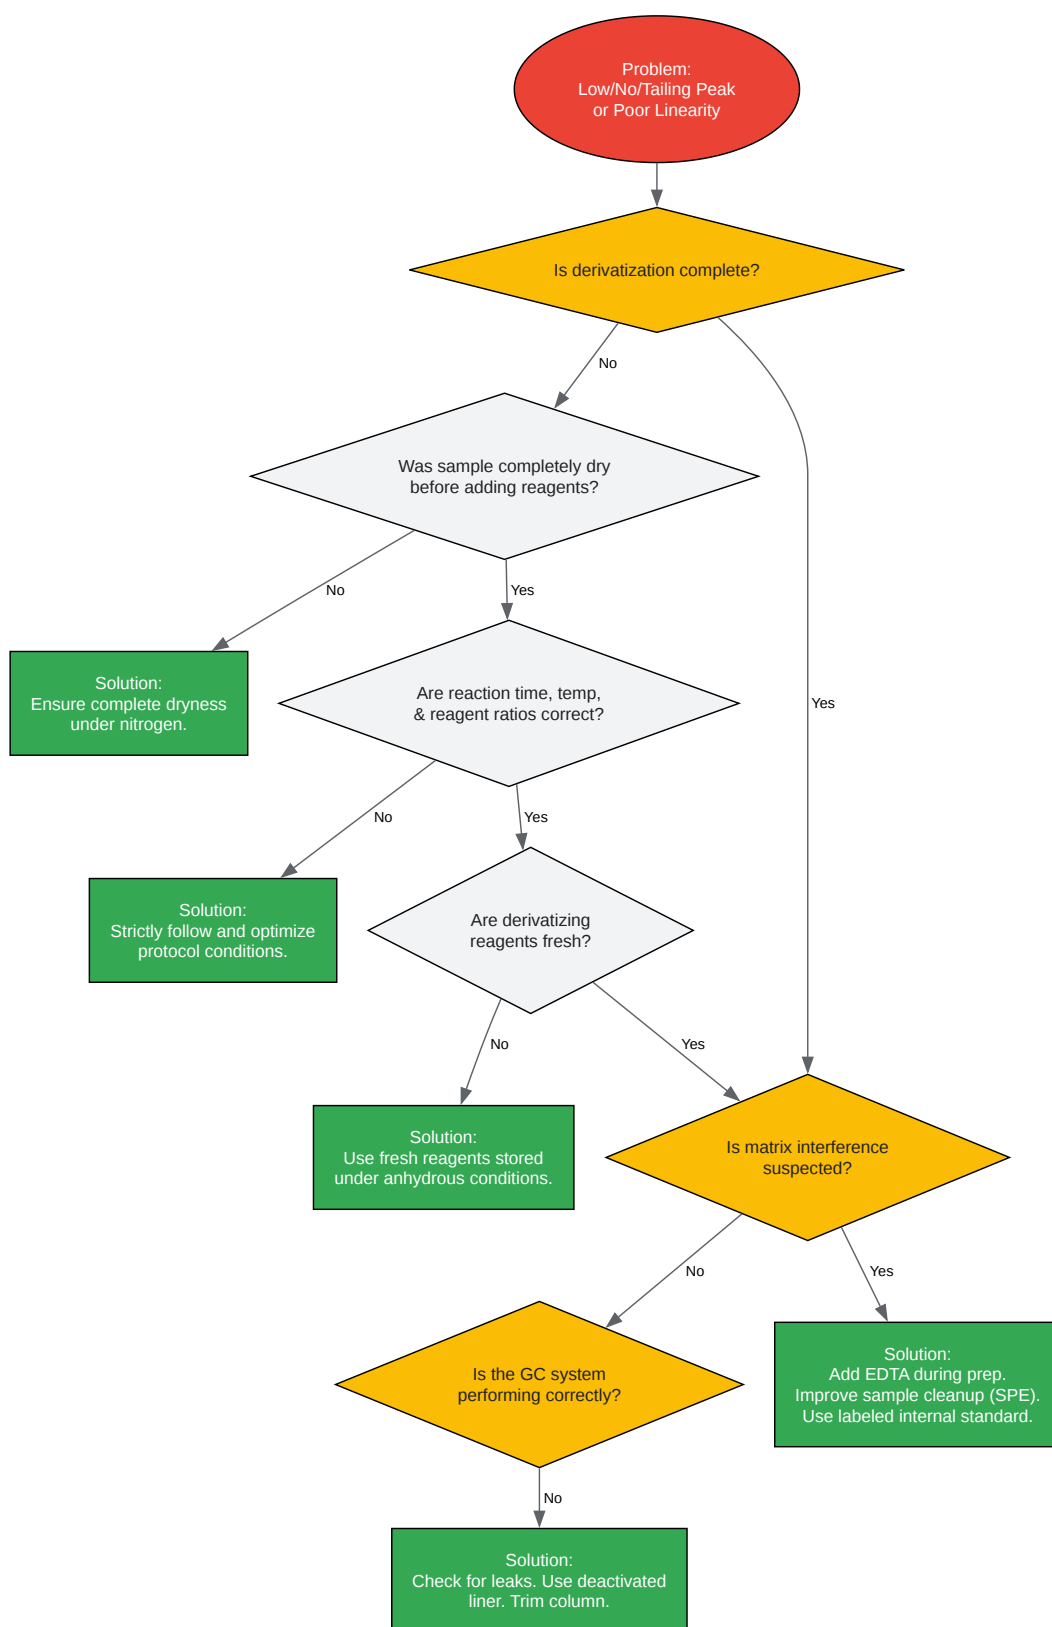 Problem:
Low/No/Tailing Peak
or Poor Linearity
Is derivatization complete?
No
Was sample completely dry
before adding reagents?
No
Yes
Solution:
Ensure complete dryness
under nitrogen.
Are reaction time, temp,
& reagent ratios correct?
Yes
No
Yes
Solution:
Strictly follow and optimize
protocol conditions.
Are derivatizing
reagents fresh?
No
Yes
Solution:
Use fresh reagents stored
under anhydrous conditions.
Is matrix interference
suspected?
No
Yes
Is the GC system
performing correctly?
Solution:
Add EDTA during prep.
Improve sample cleanup (SPE).
Use labeled internal standard.
No
Solution:
Check for leaks. Use deactivated
liner. Trim column.